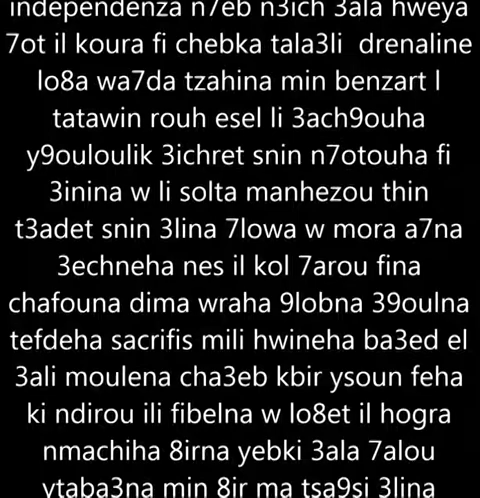 independenza n7eb n3ich 3ala hweya
7ot il koura fi chebka tala3li  drenaline
lo8a wa7da tzahina min benzart l
tatawin rouh esel li 3ach9ouha
y9ouloulik 3ichret snin n7otouha fi
3inina w li solta manhezou thin
t3adet snin 3lina 7lowa w mora a7na
3echneha nes il kol 7arou fina
chafouna dima wraha 9lobna 39oulna
tefdeha sacrifis mili hwineha ba3ed el
3ali moulena cha3eb kbir ysoun feha
ki ndirou ili fibelna w lo8et il hogra
nmachiha 8irna yebki 3ala 7alou
ytaba3na min 8ir ma tsa9si 3lina